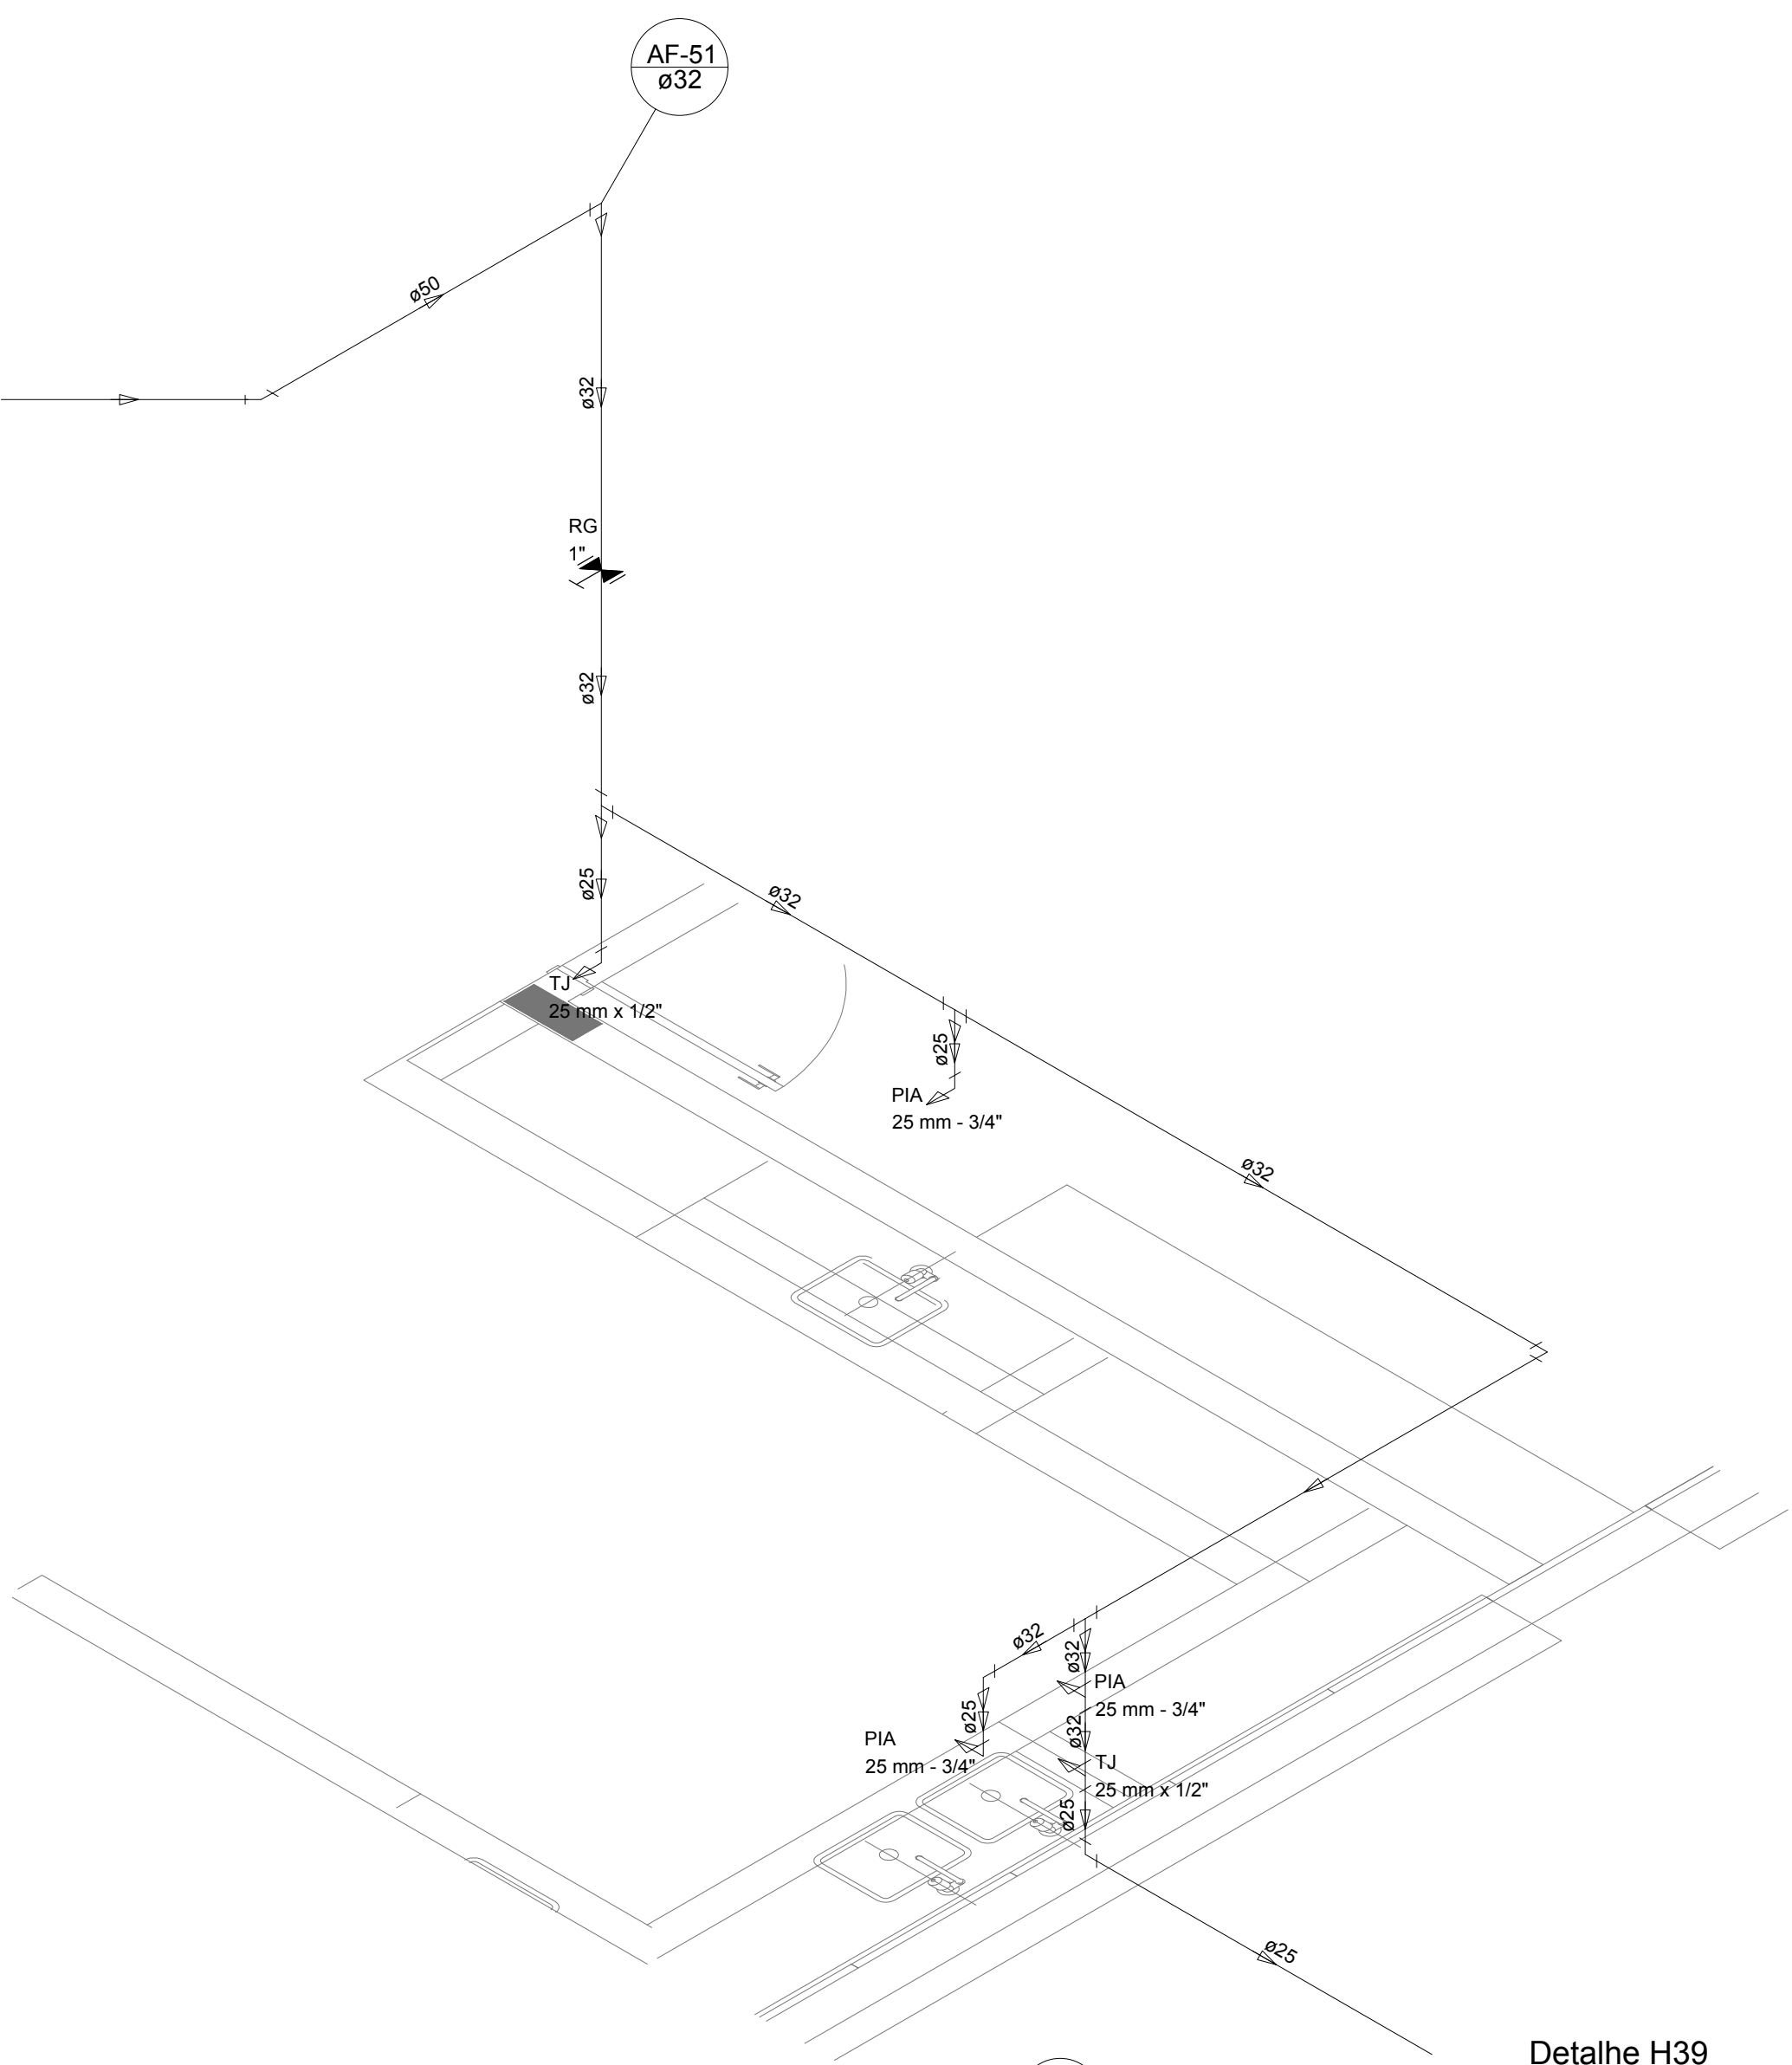 AF-51
ø32
ø50
ø32
RG
1"
ø32
ø25
ø32
TJ
25 mm x 1/2"
ø25
PIA
25 mm - 3/4"
ø32
ø32
ø32
PIA
25 mm - 3/4"
ø25
ø32
PIA
25 mm - 3/4"
TJ
25 mm x 1/2"
ø25
ø25
Detalhe H39